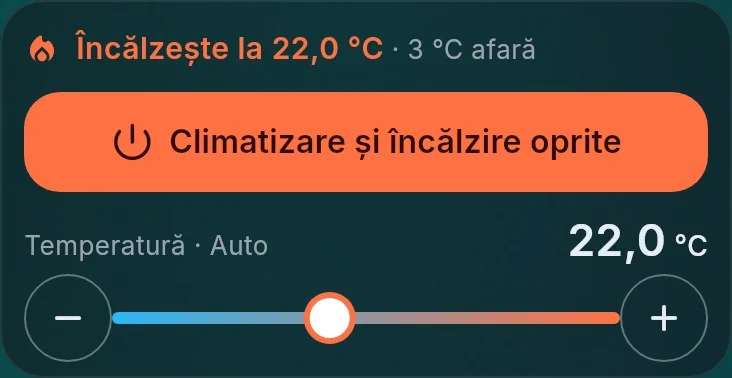 Încălzește la 22,0 °C · 3 °C afară
Climatizare și încălzire oprite
Temperatură · Auto
22,0 °C